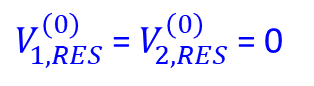 $V_{1,RES}^{(0)} = V_{2,RES}^{(0)} = 0$